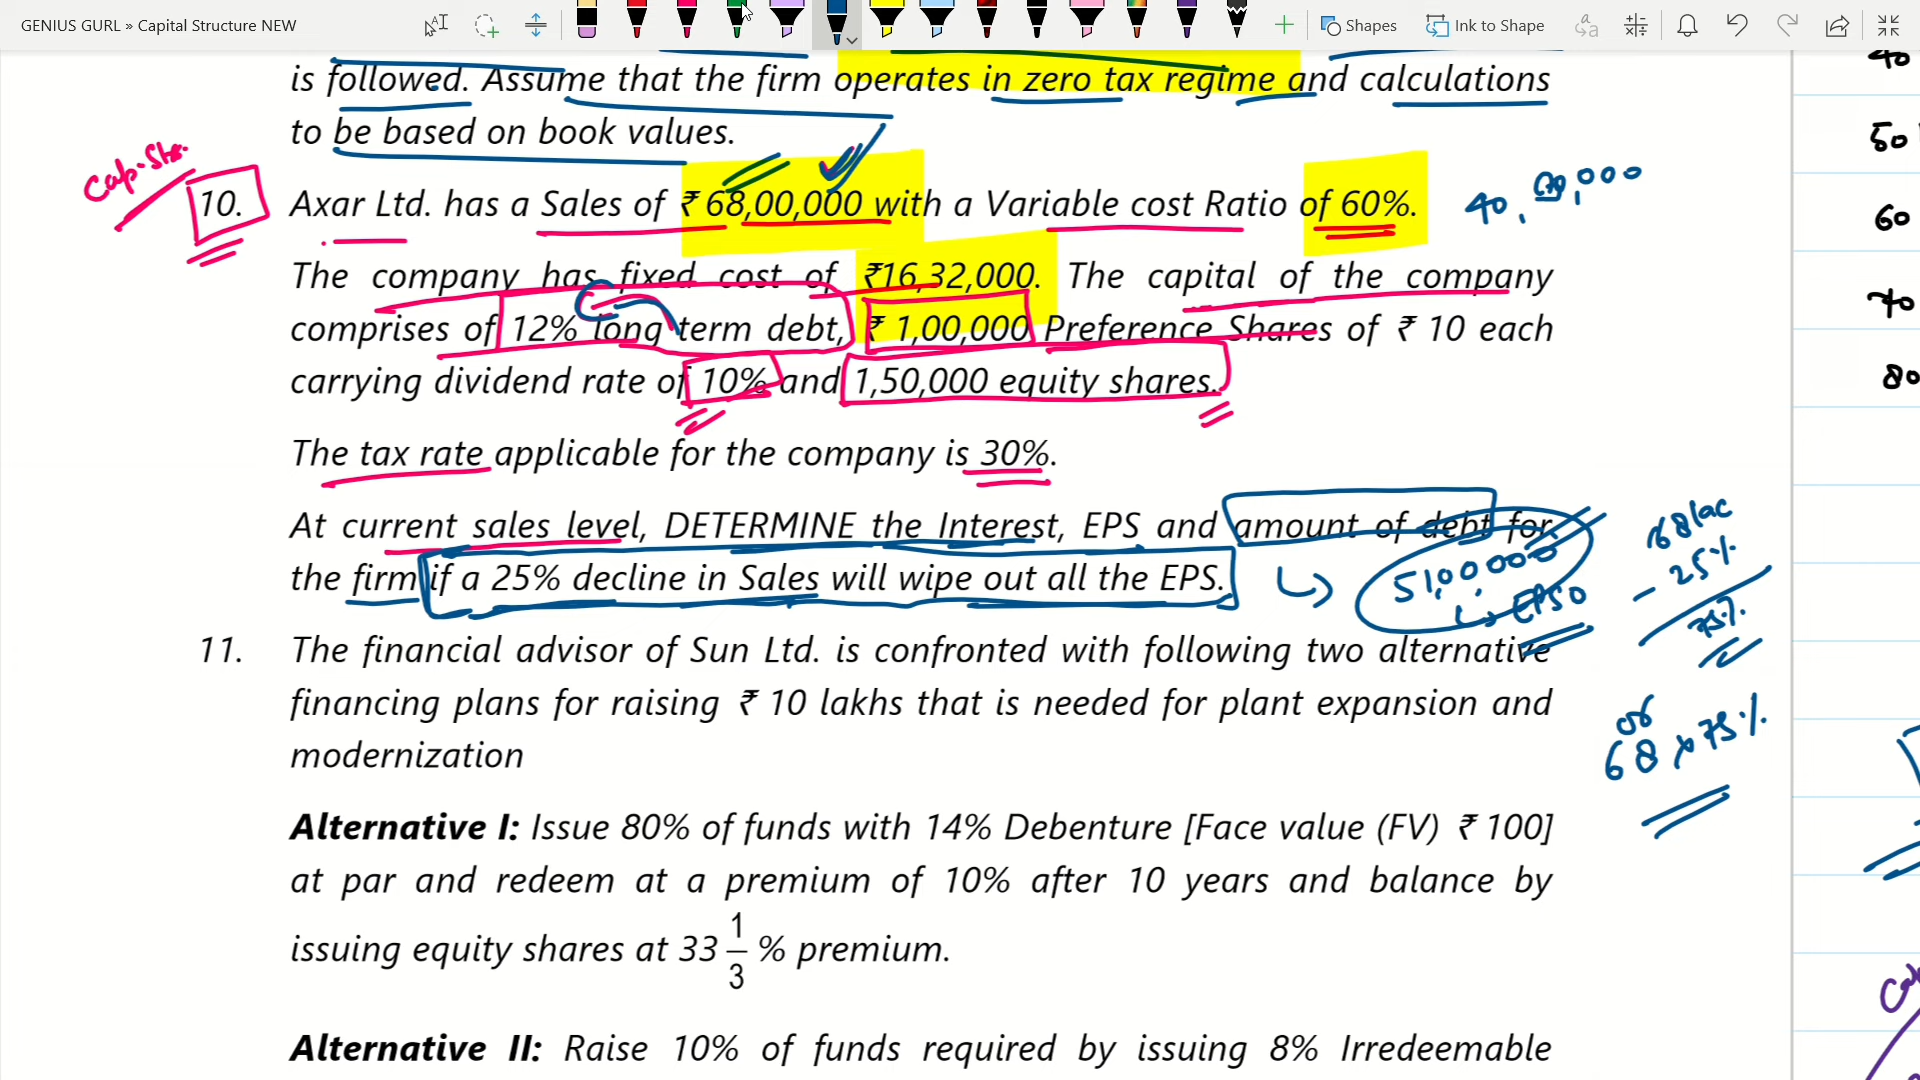 GENIUS GURL » Capital Structure NEW
Shapes
Ink to Shape
is followed. Assume that the firm operates in zero tax regime and calculations
to be based on book values.
Cap. Str.
10. Axar Ltd. has a Sales of ₹ 68,00,000 with a Variable cost Ratio of 60%.
The company has fixed cost of ₹16,32,000. The capital of the company
comprises of 12% long term debt, ₹ 1,00,000 Preference Shares of ₹ 10 each
carrying dividend rate of 10% and 1,50,000 equity shares.
The tax rate applicable for the company is 30%.
At current sales level, DETERMINE the Interest, EPS and amount of debt for
the firm if a 25% decline in Sales will wipe out all the EPS.
51,00,000
EPS 0
68 lac
- 25%
75%
or
68 x 75%
11. The financial advisor of Sun Ltd. is confronted with following two alternative
financing plans for raising ₹ 10 lakhs that is needed for plant expansion and
modernization
Alternative I: Issue 80% of funds with 14% Debenture [Face value (FV) ₹ 100]
at par and redeem at a premium of 10% after 10 years and balance by
issuing equity shares at 33 1/3 % premium.
Alternative II: Raise 10% of funds required by issuing 8% Irredeemable
40
50
60
70
80